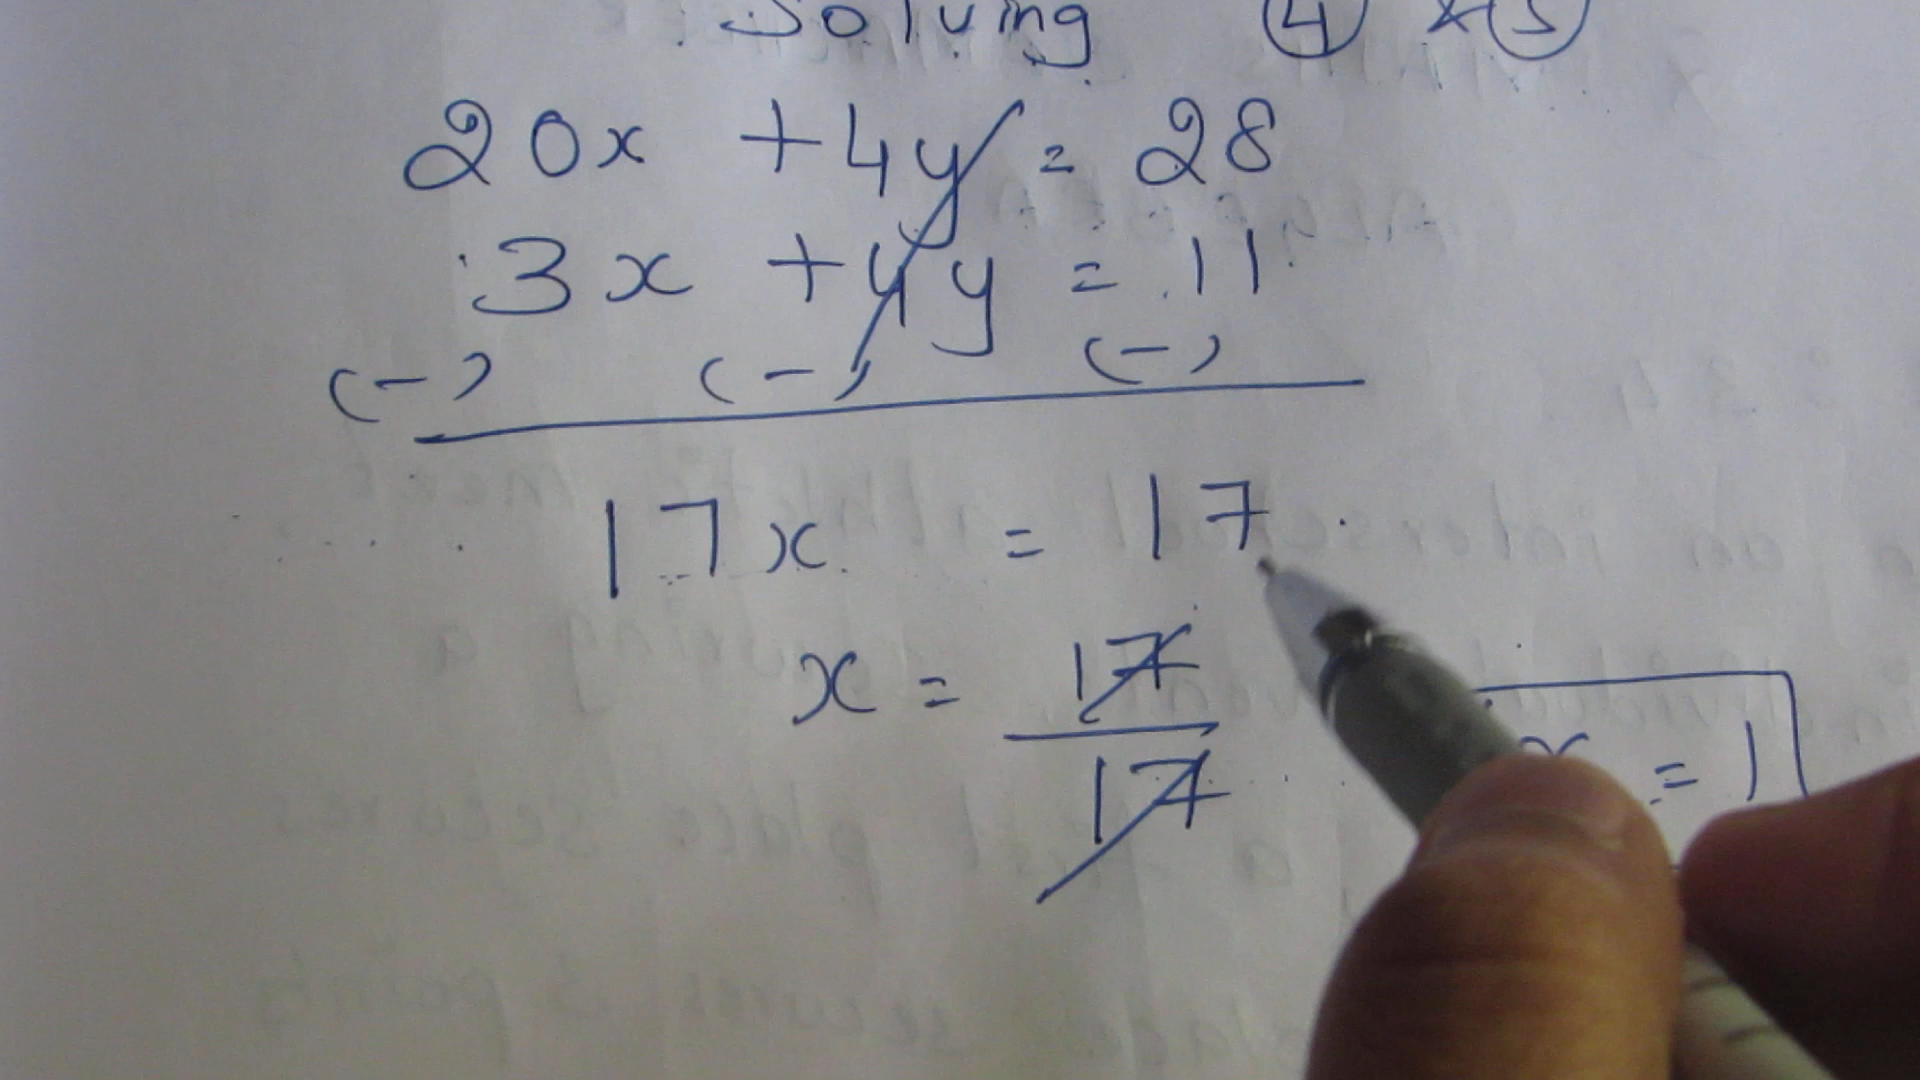 Solving ④ & ⑤
20x + 4y = 28
3x + 4y = 11
(-) (-) (-)
17x = 17
x = 17
17
x = 1